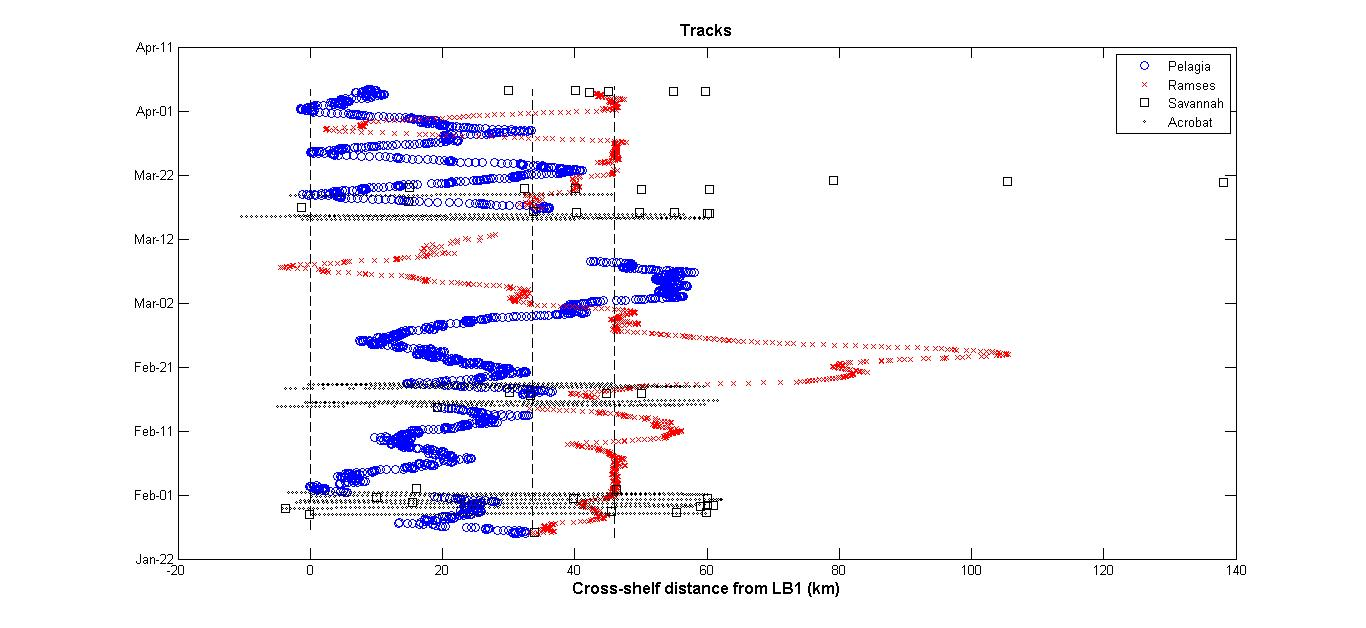 Tracks
Apr-11
Apr-01
Mar-22
Mar-12
Mar-02
Feb-21
Feb-11
Feb-01
Jan-22
-20 0 20 40 60 80 100 120 140
Cross-shelf distance from LB1 (km)
Pelagia
Ramses
Savannah
Acrobat